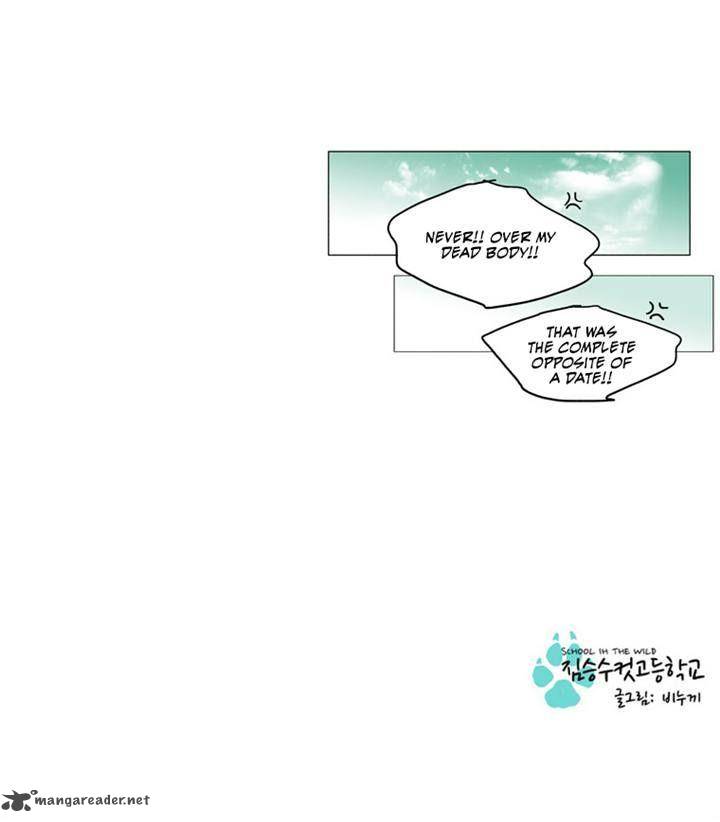 NEVER!! OVER MY
DEAD BODY!!
THAT WAS
THE COMPLETE
OPPOSITE OF
A DATE!!
SCHOOL IN THE WILD
짐승수컷고등학교
글그림: 비누끼
mangareader.net